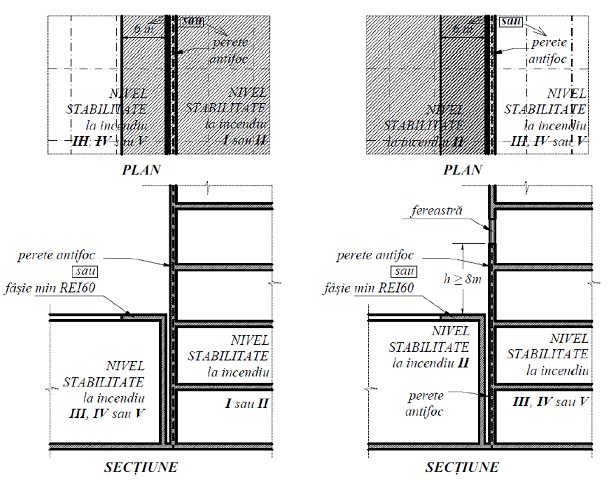 sau
6 m
perete
antifoc
NIVEL
STABILITATE
la incendiu
III, IV sau V
NIVEL
STABILITATE
la incendiu
I sau II
PLAN
sau
6 m
perete
antifoc
NIVEL
STABILITATE
la incendiu II
NIVEL
STABILITATE
la incendiu
III, IV sau V
PLAN
perete antifoc
sau
fâșie min REI60
NIVEL
STABILITATE
la incendiu
III, IV sau V
NIVEL
STABILITATE
la incendiu
I sau II
SECȚIUNE
fereastră
perete antifoc
sau
fâșie min REI60
h ≥ 8m
NIVEL
STABILITATE
la incendiu II
perete
antifoc
NIVEL
STABILITATE
la incendiu
III, IV sau V
SECȚIUNE